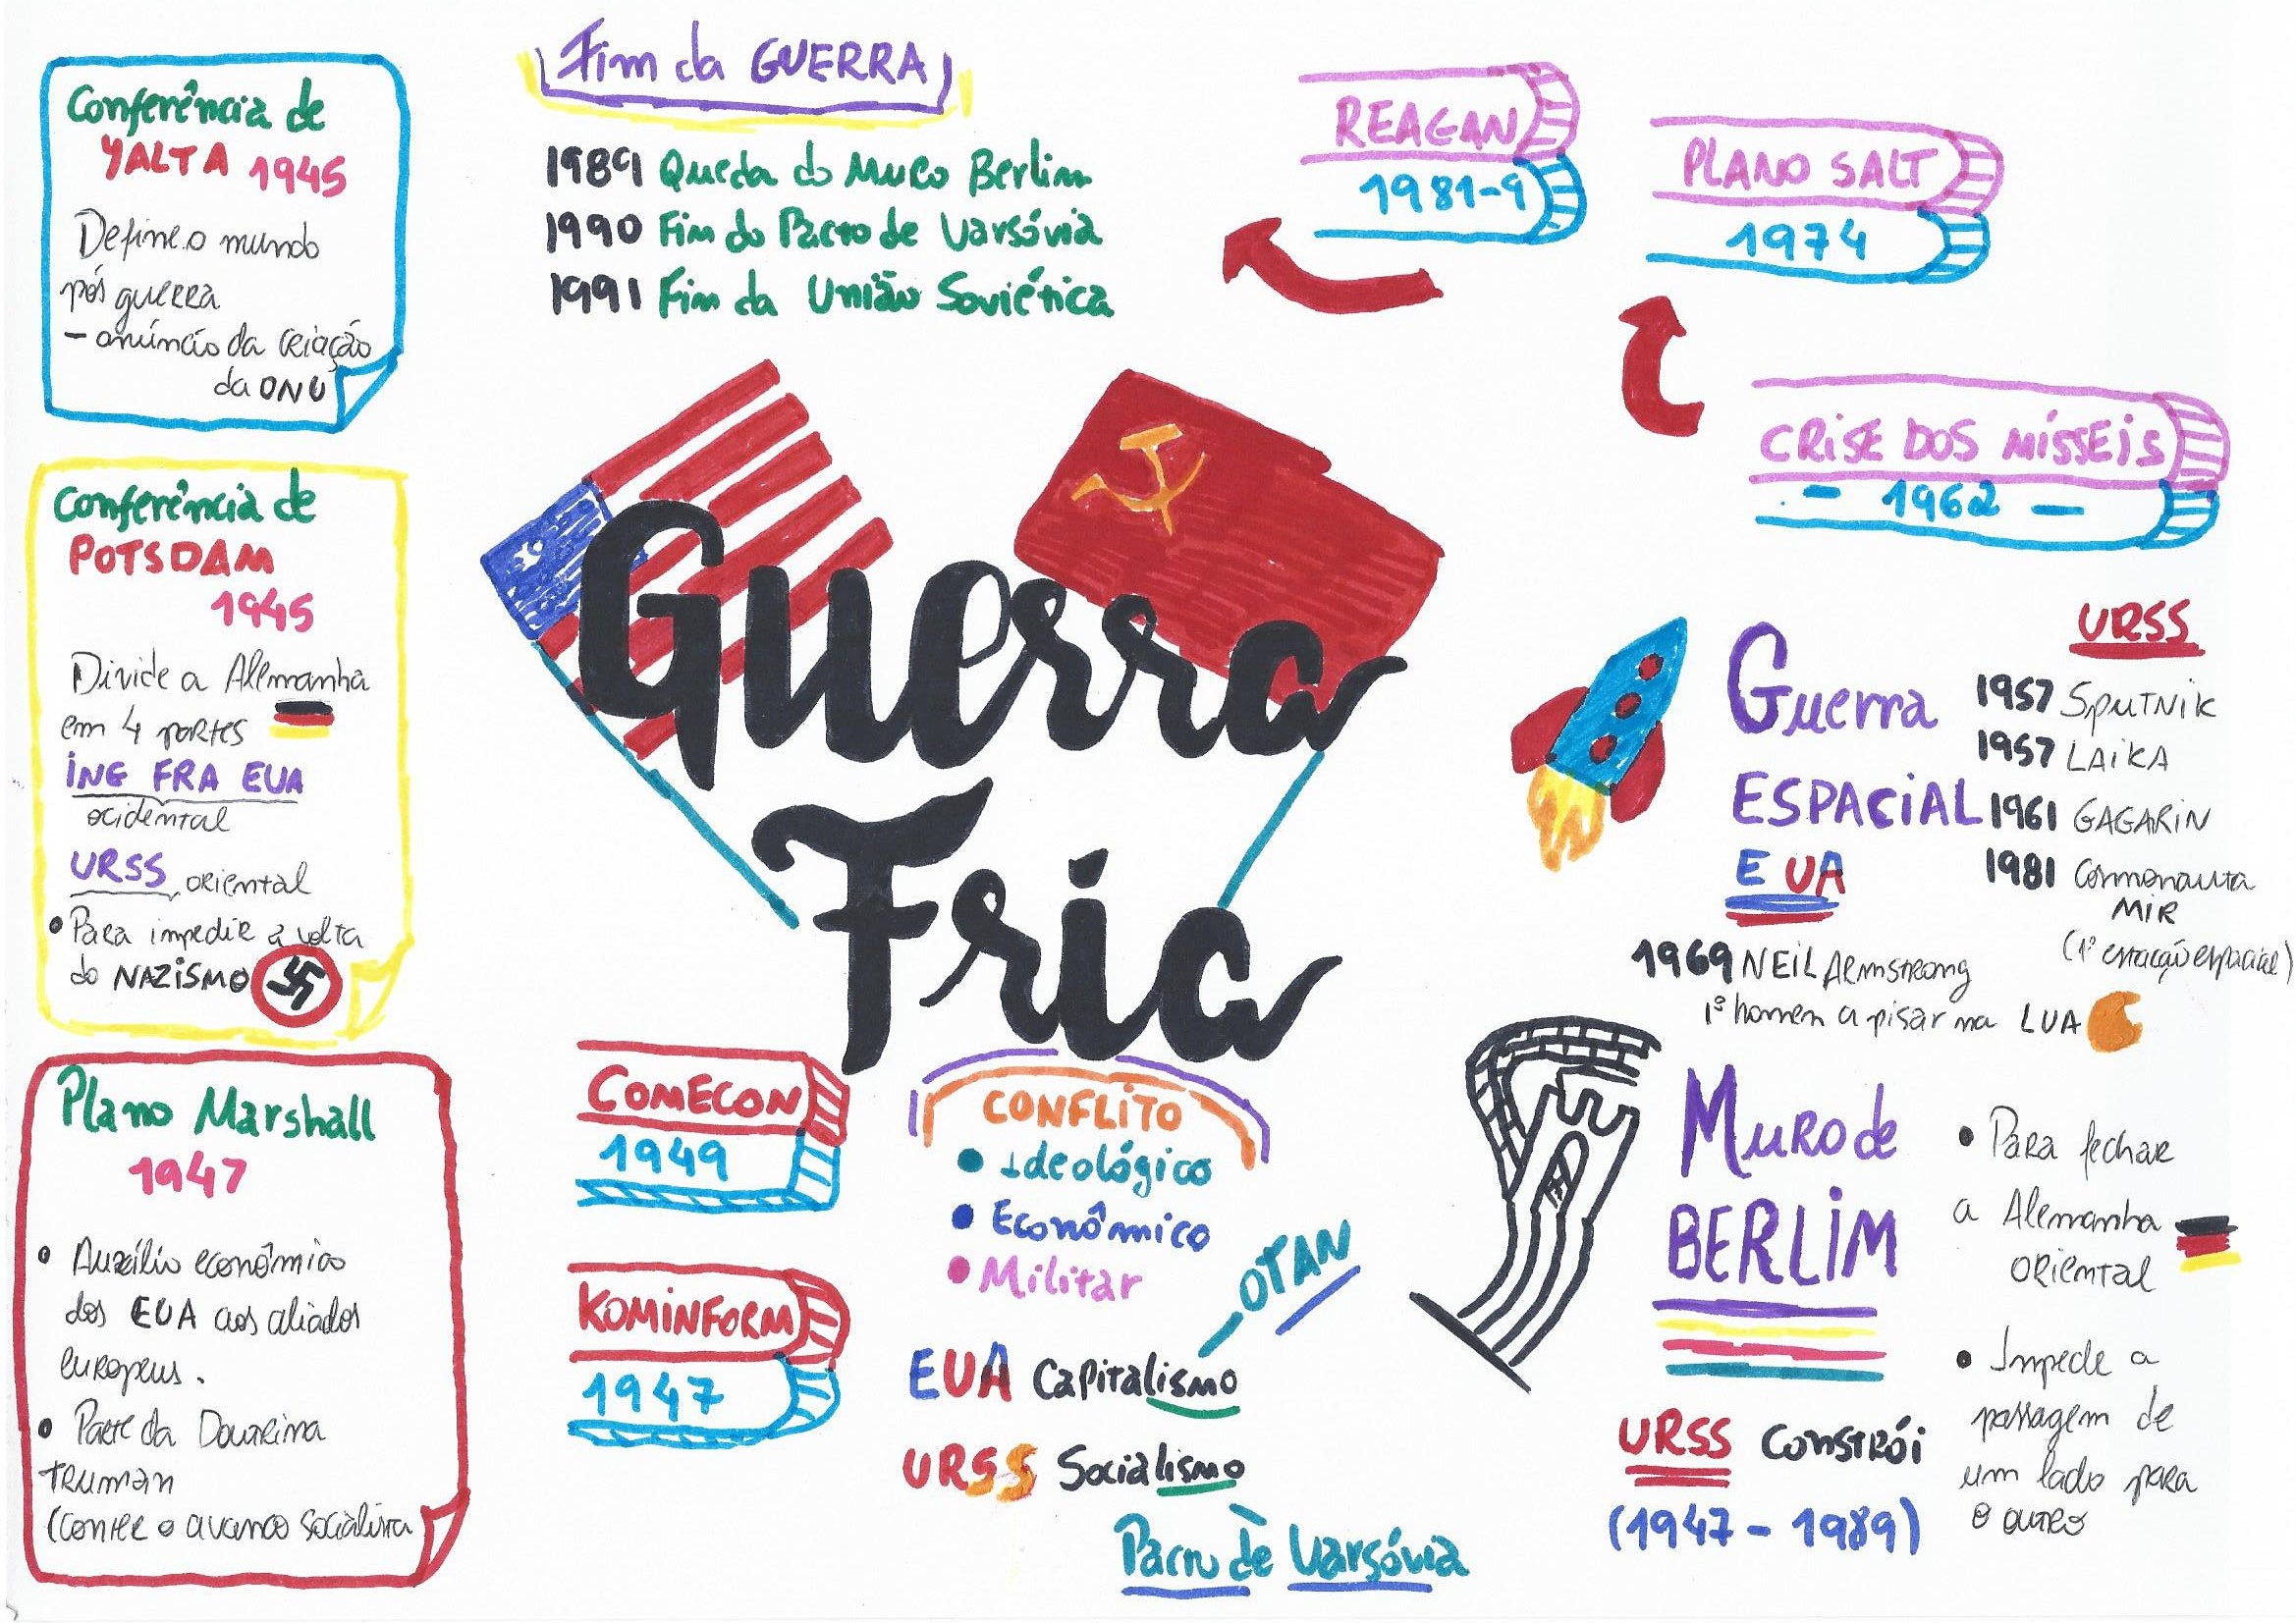 Conferência de
YALTA 1945
Define o mundo
pós guerra
- anúncio da criação
da ONU
Conferência de
POTSDAM
1945
Divide a Alemanha
em 4 partes
ING FRA EUA
ocidental
URSS oriental
• Para impedir a volta
do NAZISMO
Plano Marshall
1947
• Auxílio econômico
dos EUA aos aliados
europeus.
• Parte da Doutrina
TRUMAN
(conter o avanco socialista
Fim da GUERRA
1989 Queda do Muro Berlim
1990 Fim do Pacto de Varsóvia
1991 Fim da União Soviética
Guerra
Fria
COMECON
1949
KOMINFORM
1947
CONFLITO
• Ideológico
• Econômico
• Militar
OTAN
EUA Capitalismo
URSS Socialismo
Pacto de Varsóvia
REAGAN
1981-9
PLANO SALT
1974
CRISE DOS MÍSSEIS
- 1962 -
Guerra
ESPACIAL
URSS
1957 SPUTNIK
1957 LAIKA
1961 GAGARIN
1981 Cosmonauta
MIR
(1ª estação espacial)
EUA
1969 NEIL ARMSTRONG
1º homem a pisar na LUA
Muro de
BERLIM
URSS Constrói
(1947 - 1989)
• Para fechar
a Alemanha
oriental
• Impede a
passagem de
um lado para
o outro